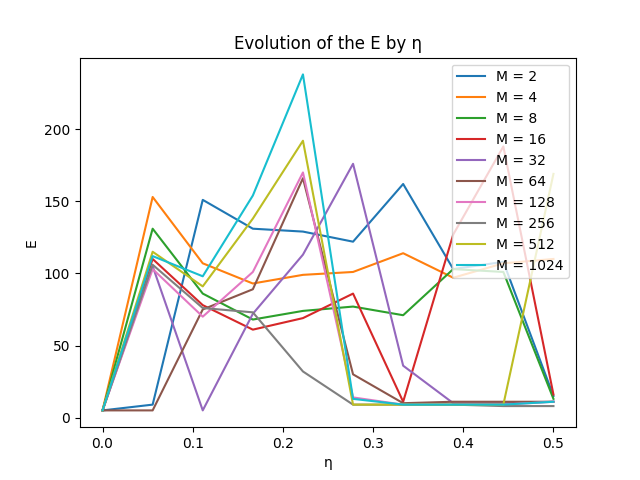 Evolution of the E by η
E
200
150
100
50
0
0.0 0.1 0.2 0.3 0.4 0.5
η
M = 2
M = 4
M = 8
M = 16
M = 32
M = 64
M = 128
M = 256
M = 512
M = 1024